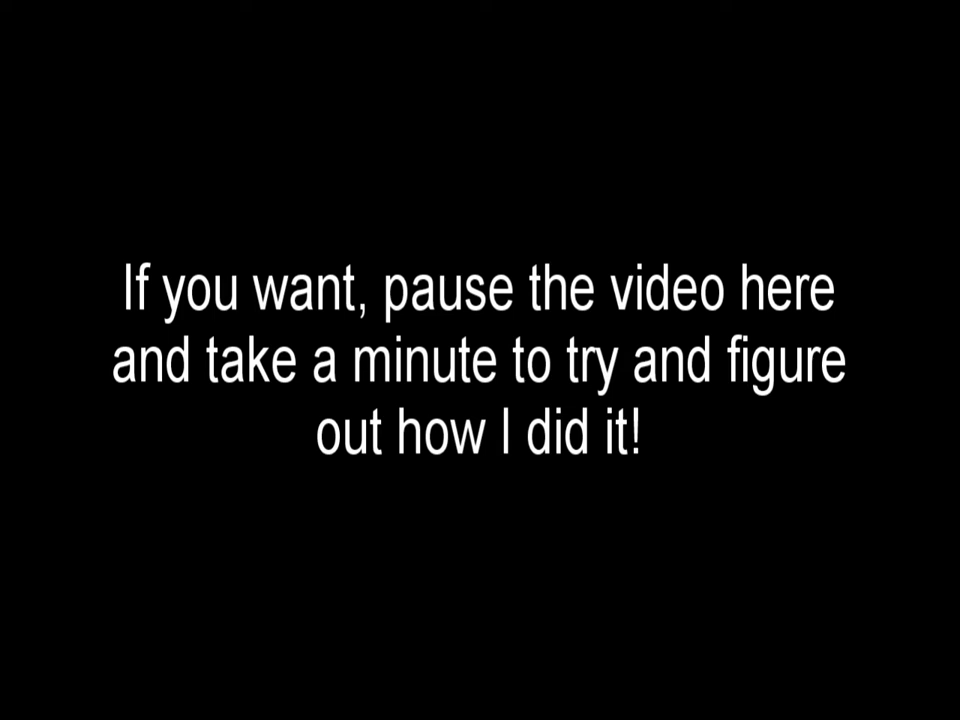 If you want, pause the video here
and take a minute to try and figure
out how I did it!